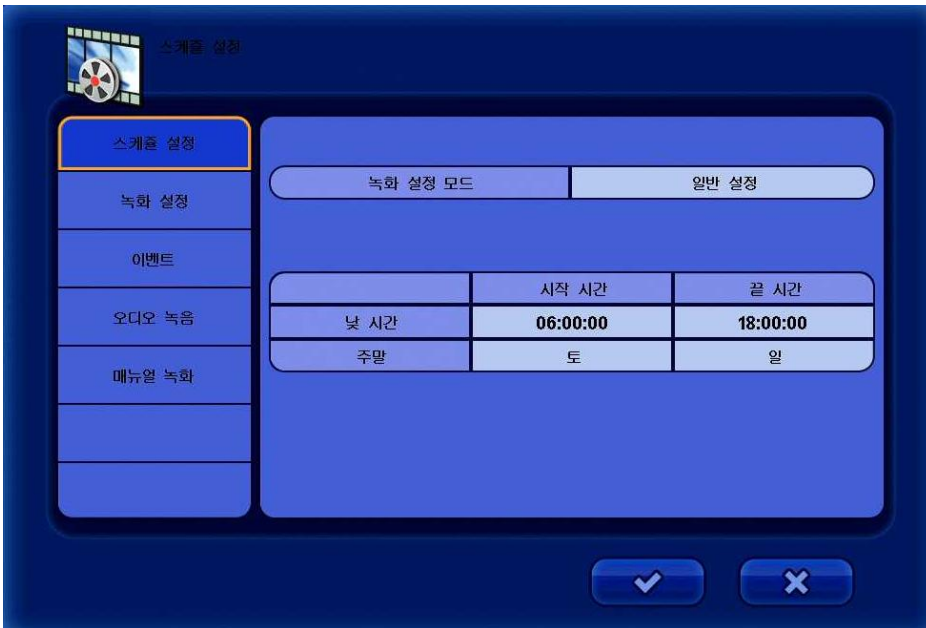 스케쥴 설정
스케쥴 설정
녹화 설정
이벤트
오디오 녹음
매뉴얼 녹화
녹화 설정 모드 일반 설정
시작 시간 끝 시간
낮 시간 06:00:00 18:00:00
주말 토 일